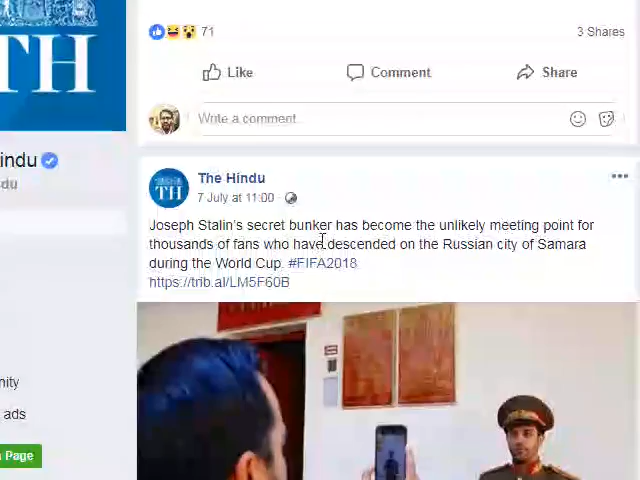 TH
71
3 Shares
Like
Comment
Share
Write a comment
indu
du
The Hindu
TH
7 July at 11:00
Joseph Stalin's secret bunker has become the unlikely meeting point for
thousands of fans who have descended on the Russian city of Samara
during the World Cup. #FIFA2018
https://trib.al/LM5F60B
nity
ads
Page